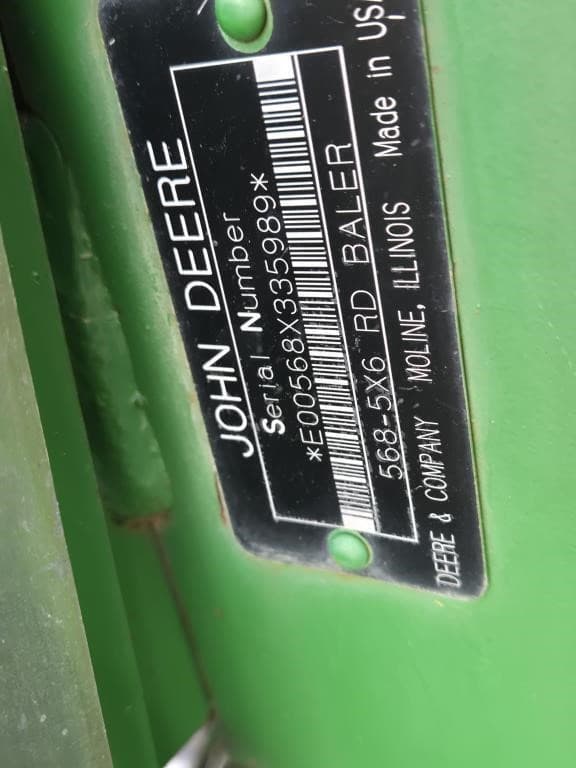 JOHN DEERE
Serial Number
*E00568X335989*
568-5X6 RD BALER
DEERE & COMPANY MOLINE, ILLINOIS Made in USA